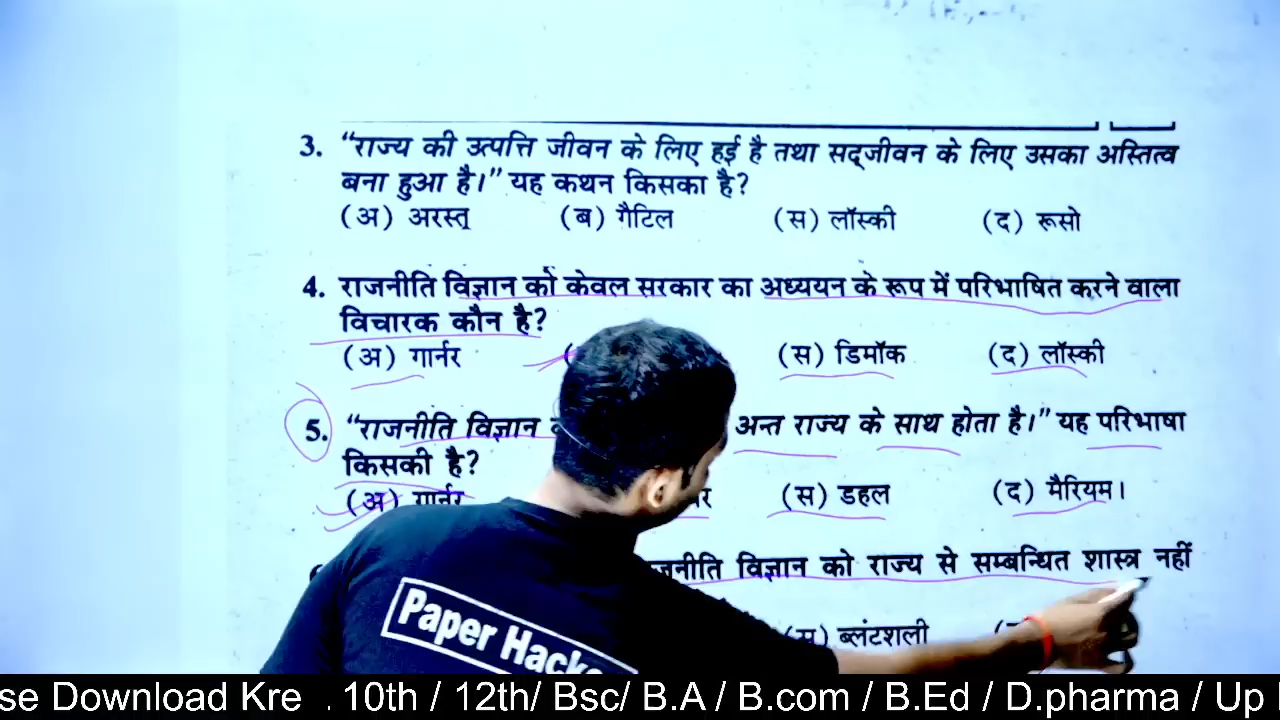 3. “राज्य की उत्पत्ति जीवन के लिए हुई है तथा सद्जीवन के लिए उसका अस्तित्व
बना हुआ है।” यह कथन किसका है?
(अ) अरस्तू (ब) गैटिल (स) लॉस्की (द) रूसो
4. राजनीति विज्ञान को केवल सरकार का अध्ययन के रूप में परिभाषित करने वाला
विचारक कौन है?
(अ) गार्नर (स) डिमॉक (द) लॉस्की
5. “राजनीति विज्ञान अन्त राज्य के साथ होता है।” यह परिभाषा
किसकी है?
(अ) गार्नर (स) डहल (द) मैरियम।
विज्ञान को राज्य से सम्बन्धित शास्त्र नहीं
(स) ब्लंटशली
Paper
se Download Kre . 10th / 12th/ Bsc/ B.A / B.com / B.Ed / D.pharma / Up